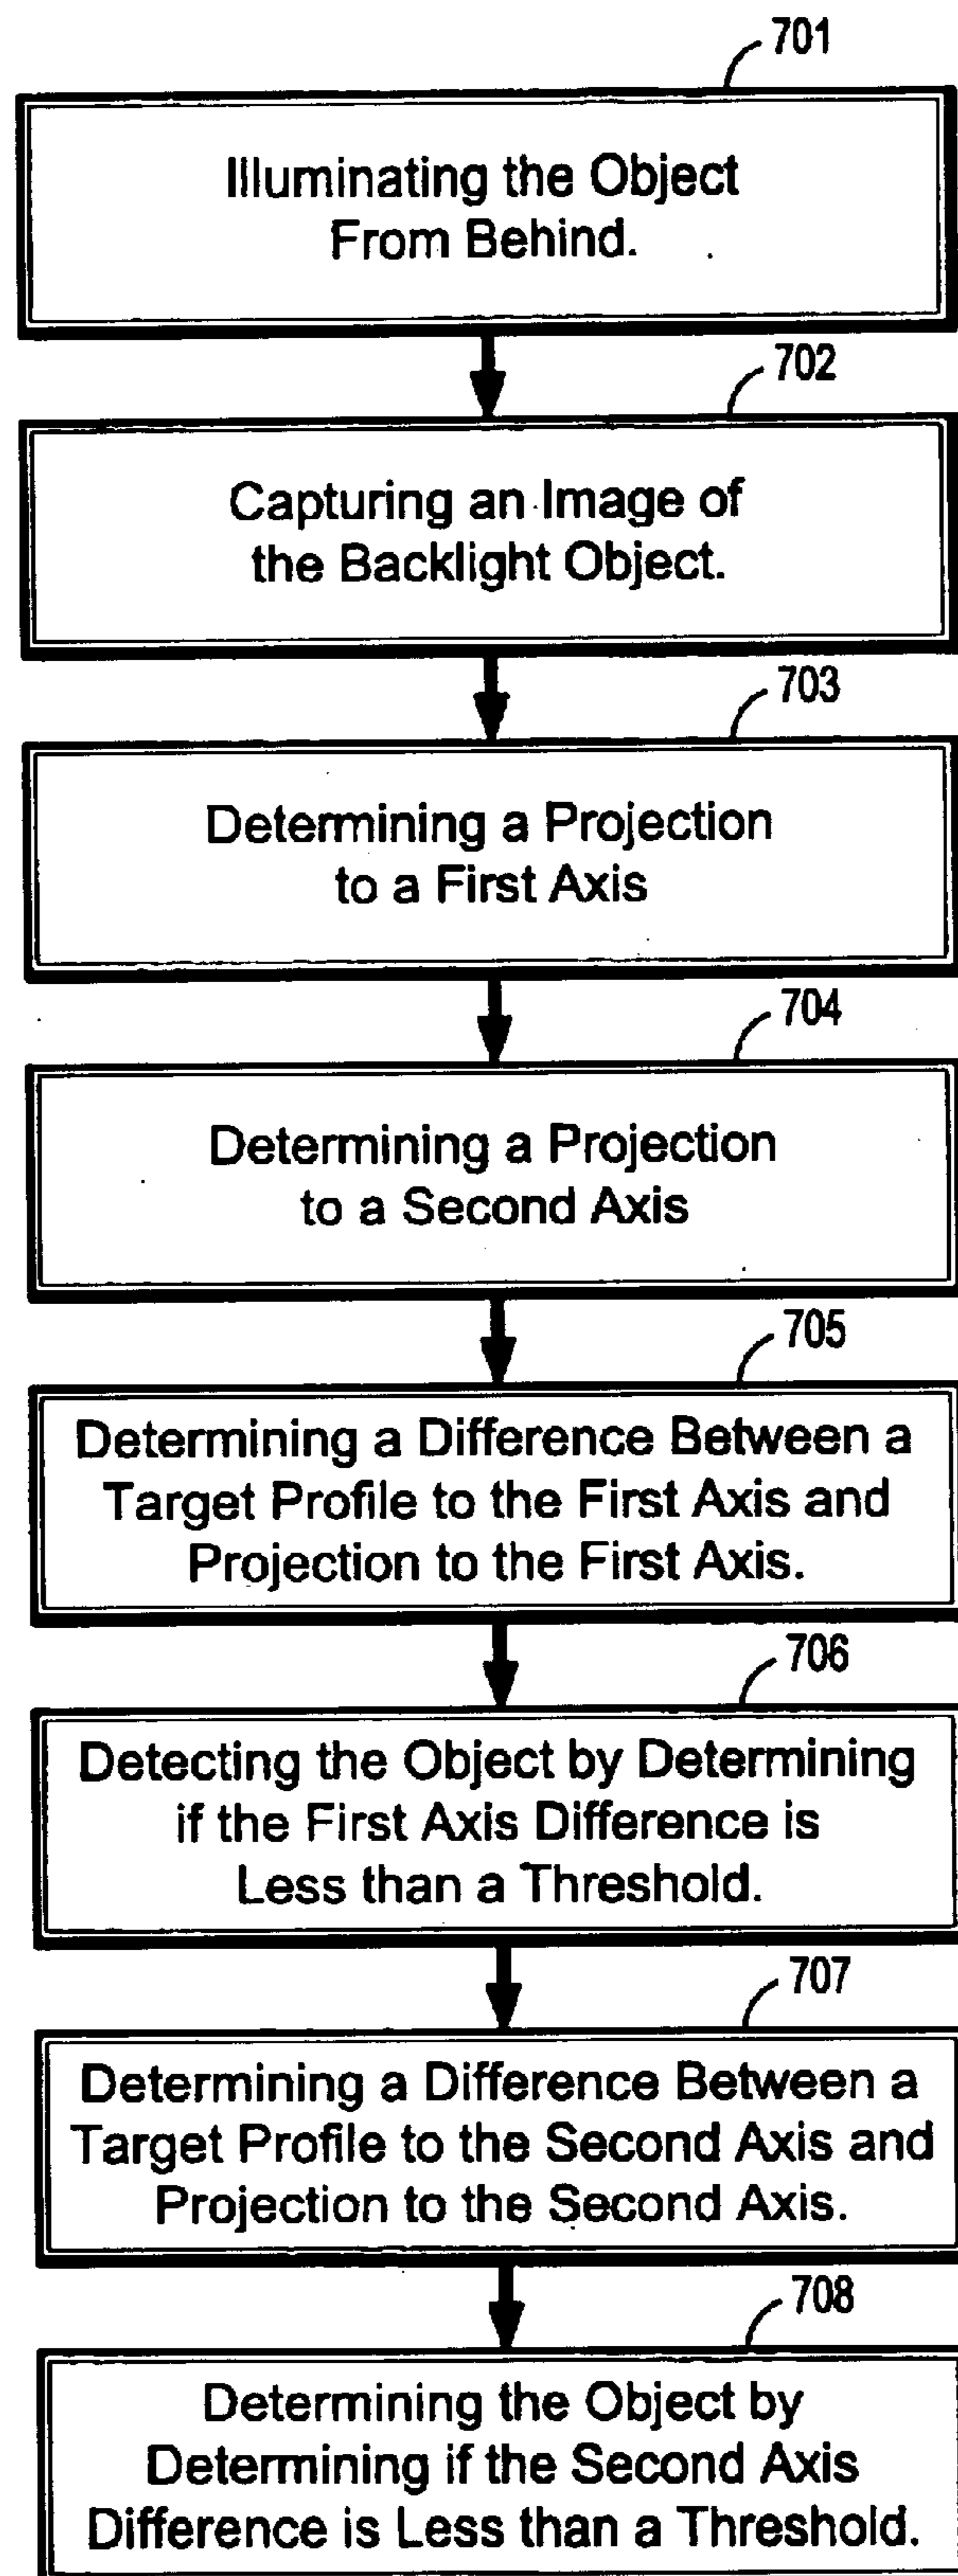 701
Illuminating the Object
From Behind.
702
Capturing an Image of
the Backlight Object.
703
Determining a Projection
to a First Axis
704
Determining a Projection
to a Second Axis
705
Determining a Difference Between a
Target Profile to the First Axis and
Projection to the First Axis.
706
Detecting the Object by Determining
if the First Axis Difference is
Less than a Threshold.
707
Determining a Difference Between a
Target Profile to the Second Axis and
Projection to the Second Axis.
708
Determining the Object by
Determining if the Second Axis
Difference is Less than a Threshold.